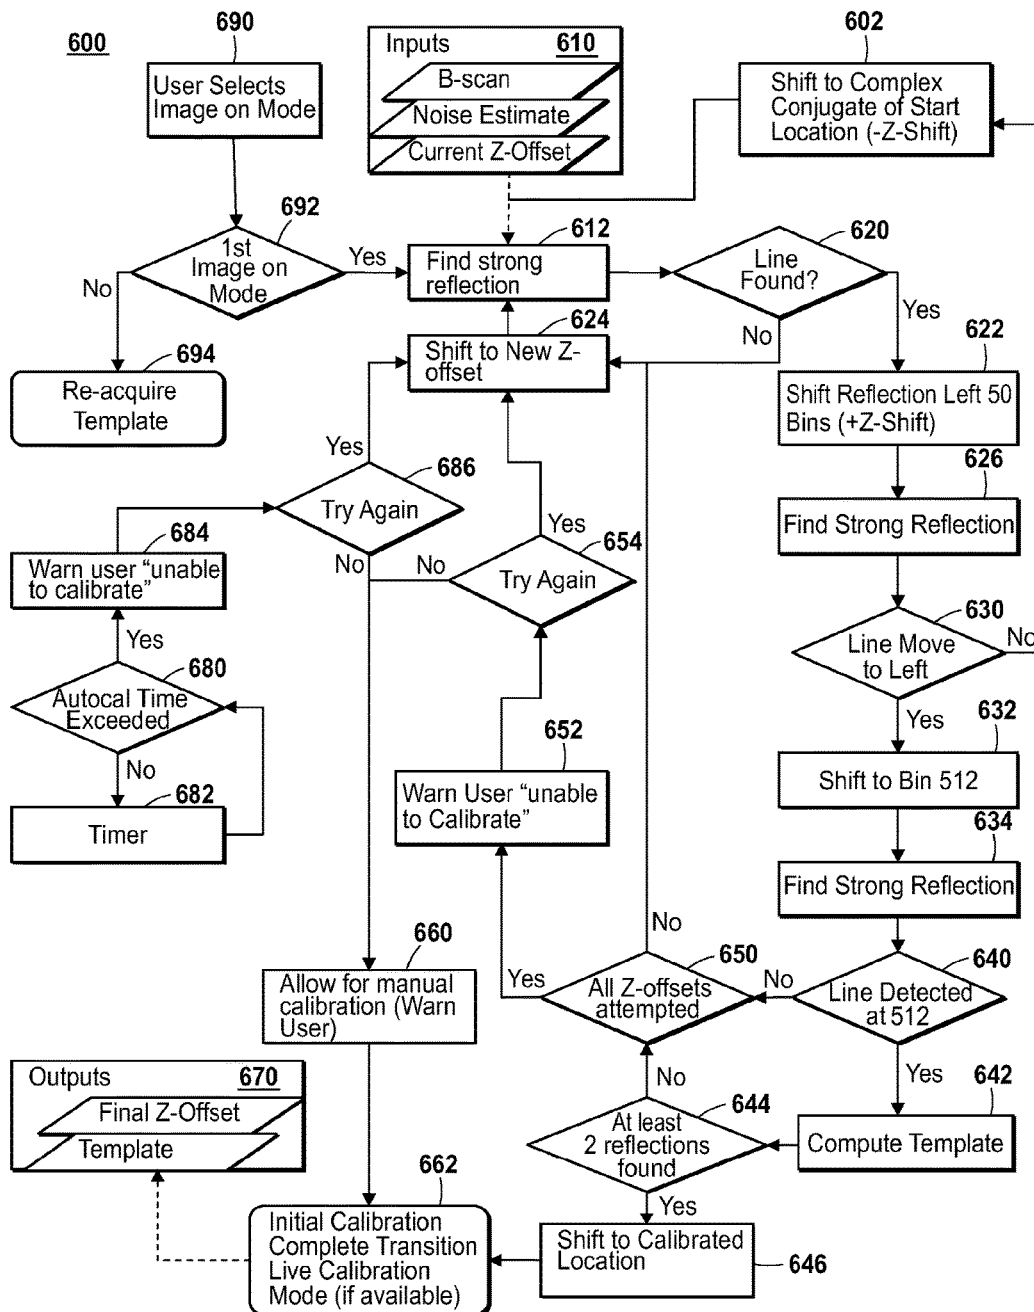 600
690
User Selects
Image on Mode
Inputs 610
B-scan
Noise Estimate
Current Z-Offset
602
Shift to Complex
Conjugate of Start
Location (-Z-Shift)
692
1st
Image on
Mode
Yes
No
612
Find strong
reflection
620
Line
Found?
Yes
No
694
Re-acquire
Template
624
Shift to New Z-
offset
622
Shift Reflection Left 50
Bins (+Z-Shift)
Yes
686
Try Again
No
626
Find Strong Reflection
684
Warn user “unable
to calibrate”
Yes
654
Try Again
No
Yes
630
Line Move
to Left
No
Yes
680
Autocal Time
Exceeded
No
682
Timer
652
Warn User “unable
to Calibrate”
632
Shift to Bin 512
634
Find Strong Reflection
No
650
All Z-offsets
attempted
Yes
No
640
Line Detected
at 512
Yes
660
Allow for manual
calibration (Warn
User)
Outputs 670
Final Z-Offset
Template
No
644
At least
2 reflections
found
Yes
642
Compute Template
662
Initial Calibration
Complete Transition
Live Calibration
Mode (if available)
Shift to Calibrated
Location
646